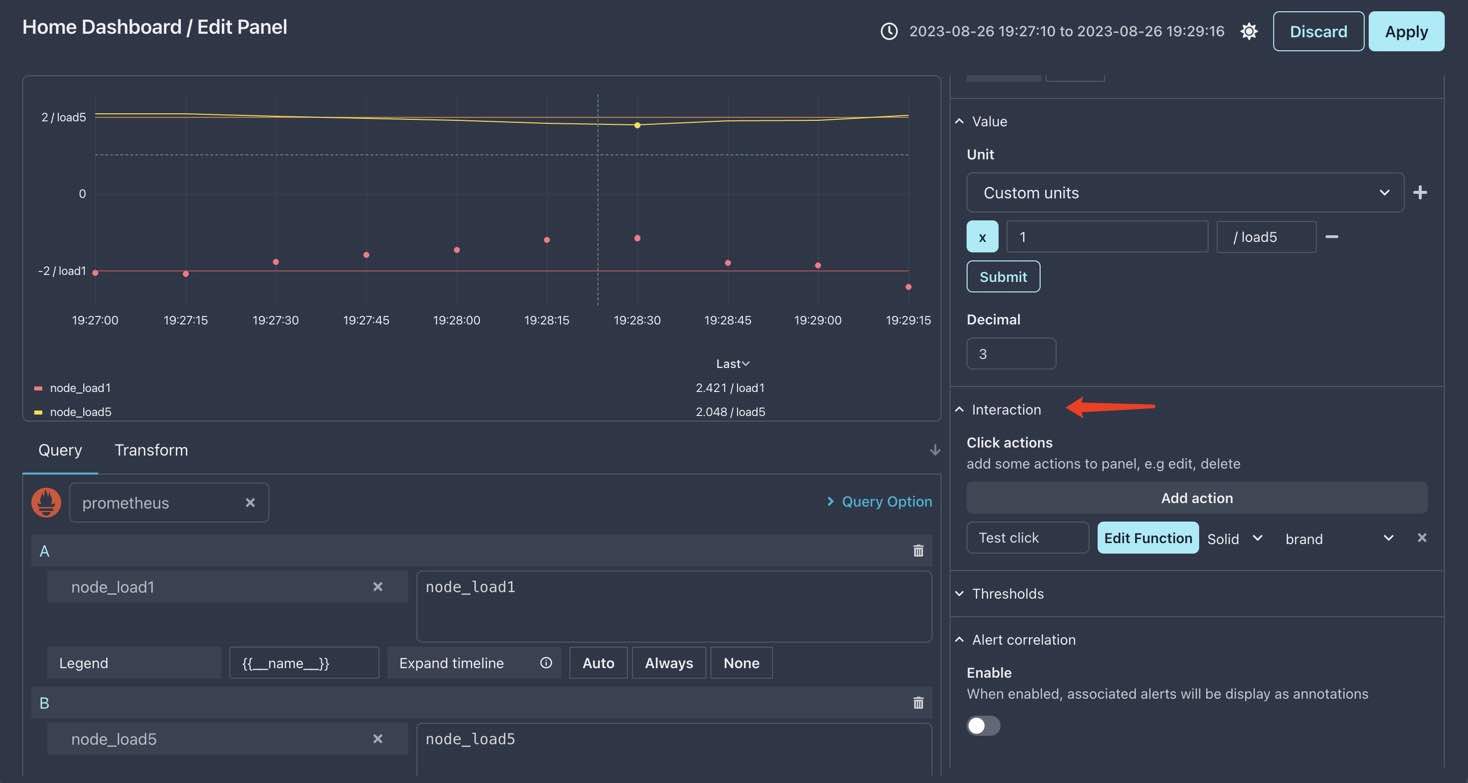 Home Dashboard / Edit Panel
2023-08-26 19:27:10 to 2023-08-26 19:29:16
Discard
Apply
2 / load5
0
-2 / load1
19:27:00 19:27:15 19:27:30 19:27:45 19:28:00 19:28:15 19:28:30 19:28:45 19:29:00 19:29:15
Last
node_load1 2.421 / load1
node_load5 2.048 / load5
Query Transform
prometheus
Query Option
A
node_load1
node_load1
Legend {{__name__}} Expand timeline Auto Always None
B
node_load5
node_load5
Value
Unit
Custom units
x 1 / load5
Submit
Decimal
3
Interaction
Click actions
add some actions to panel, e.g edit, delete
Add action
Test click Edit Function Solid brand
Thresholds
Alert correlation
Enable
When enabled, associated alerts will be display as annotations